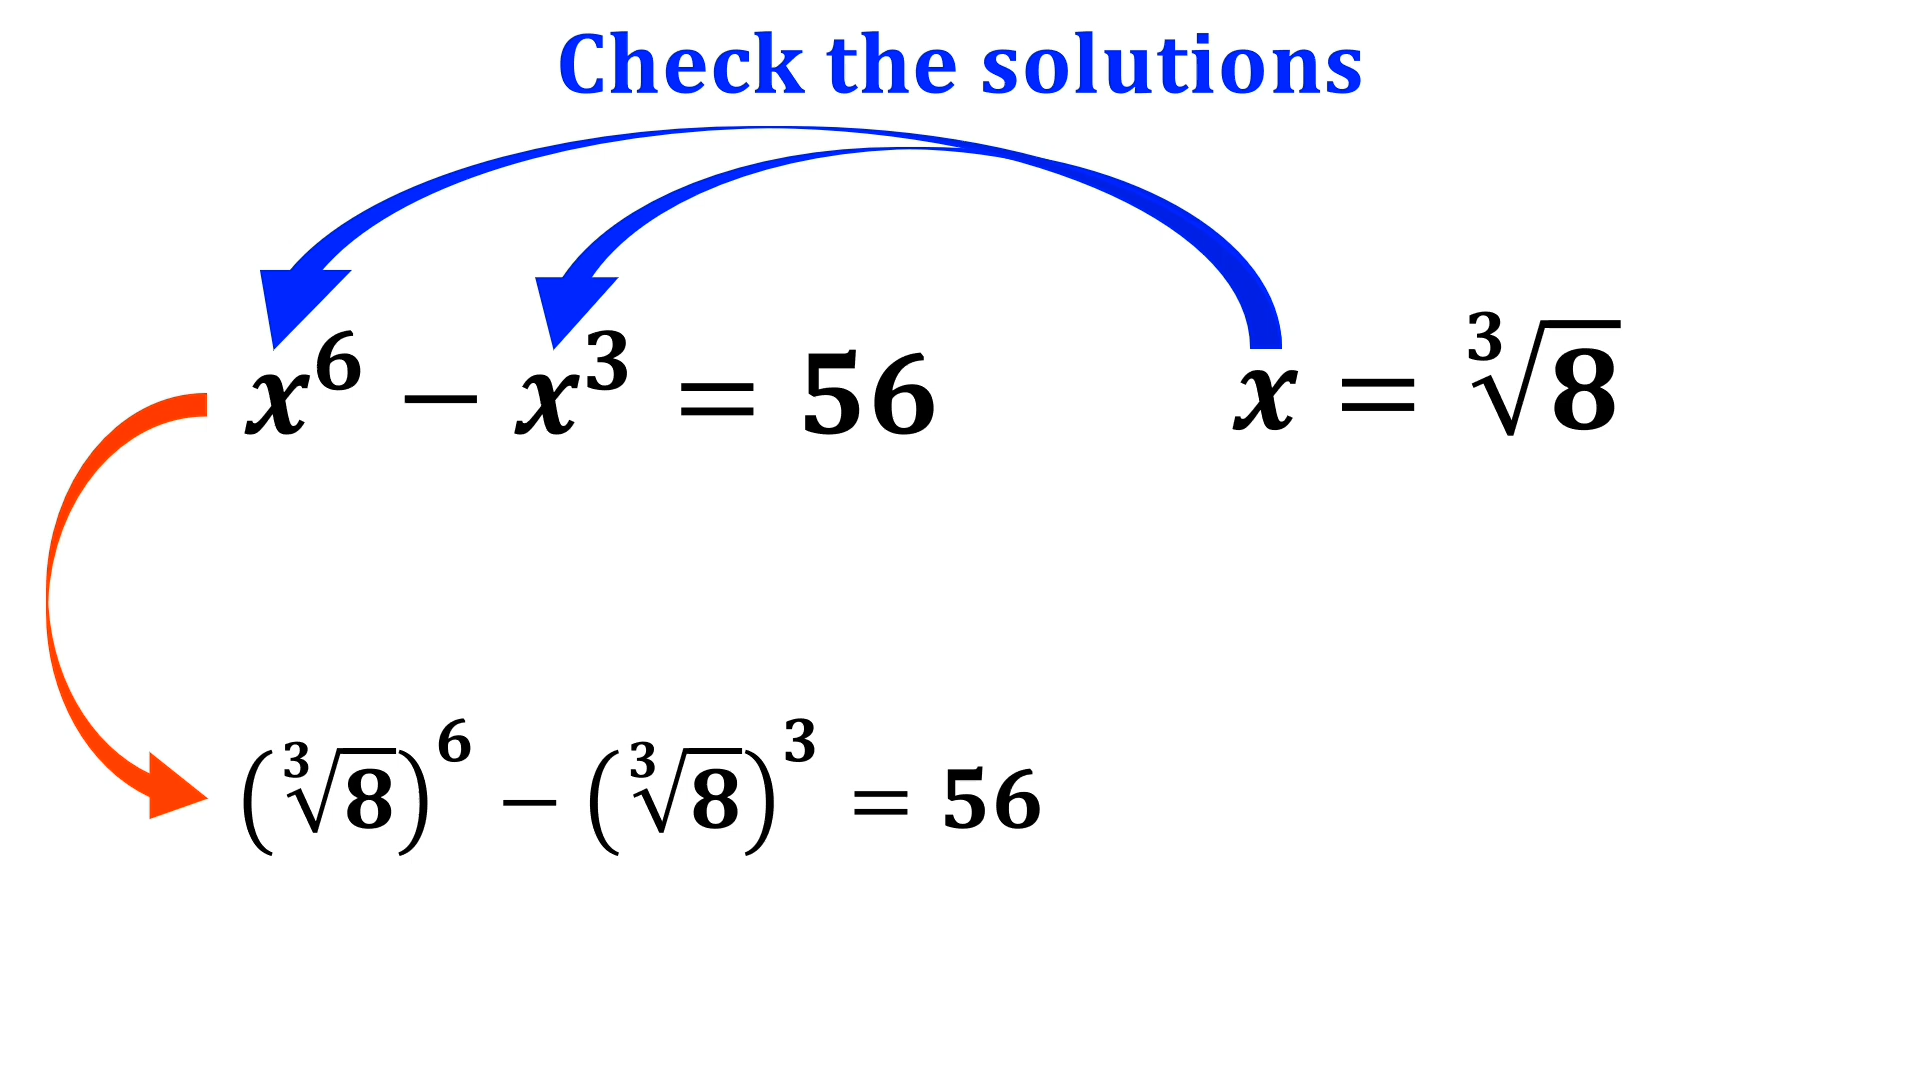 Check the solutions
x⁶ − x³ = 56
x = ∛8
(∛8)⁶ − (∛8)³ = 56